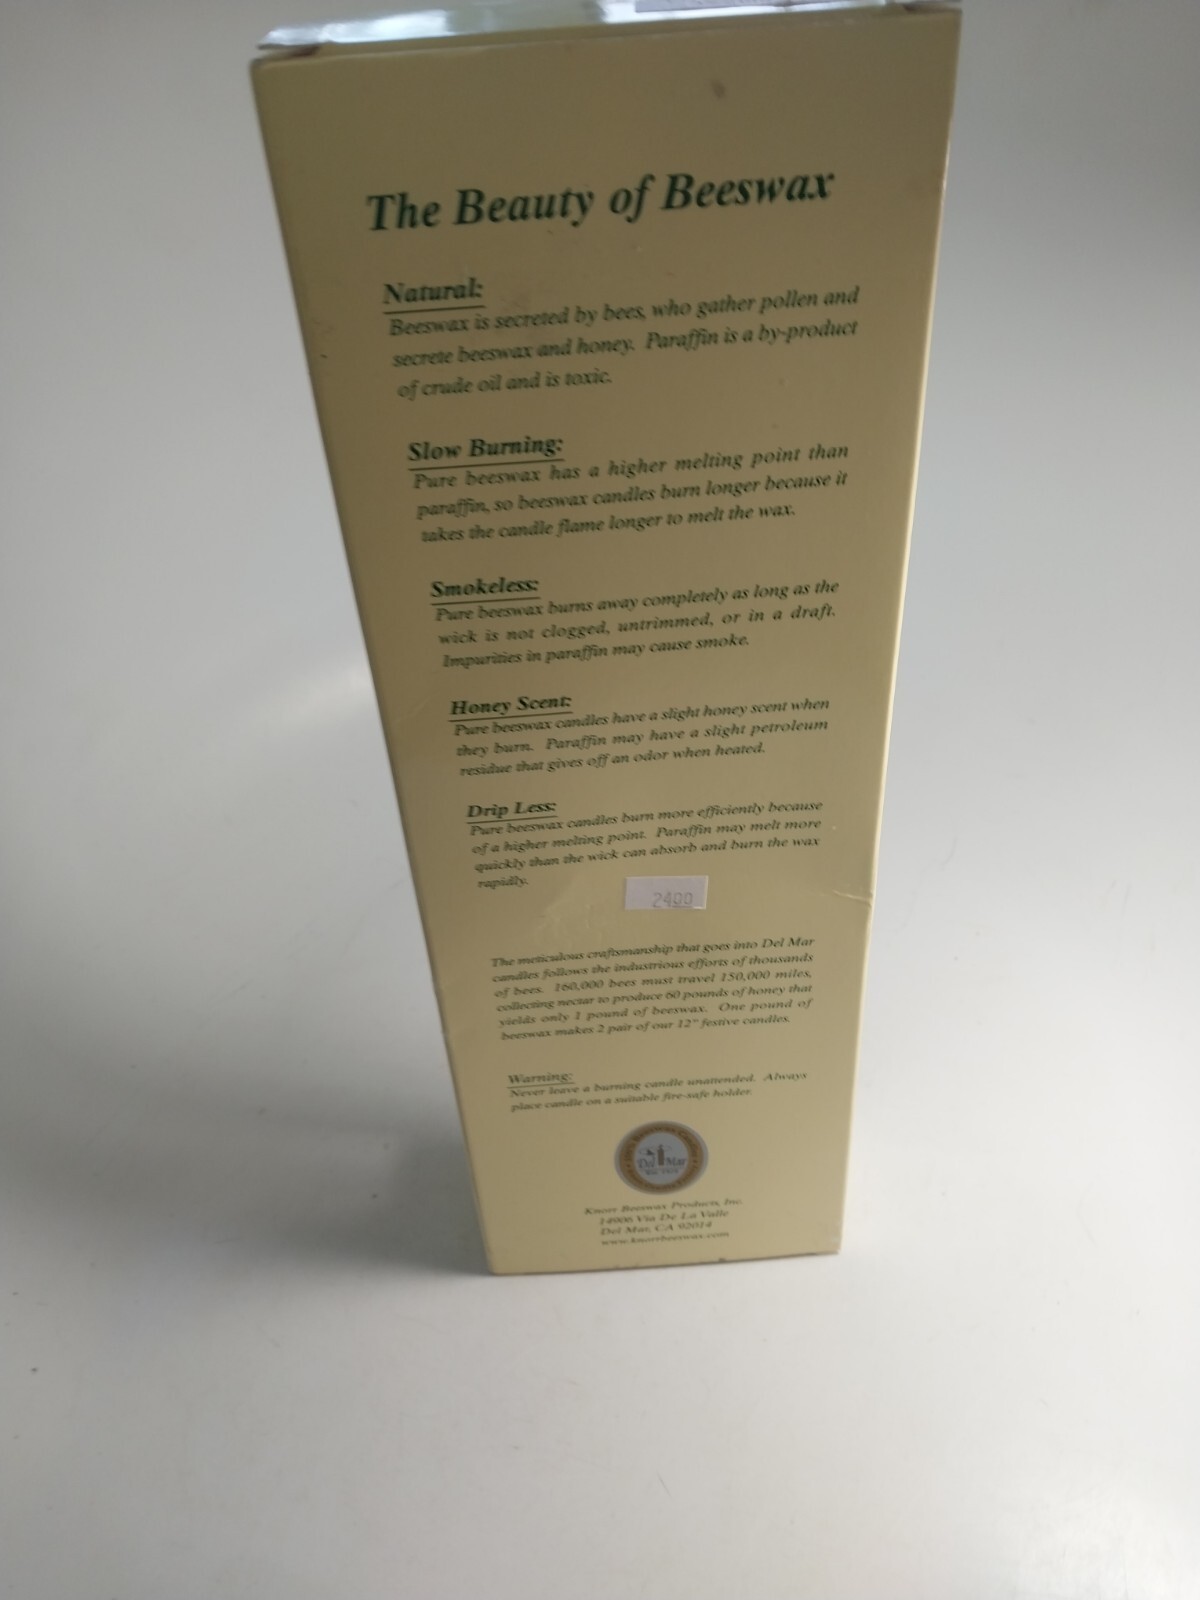 The Beauty of Beeswax
Natural:
Beeswax is secreted by bees, who gather pollen and
secrete beeswax and honey. Paraffin is a by-product
of crude oil and is toxic.
Slow Burning:
Pure beeswax has a higher melting point than
paraffin, so beeswax candles burn longer because it
takes the candle flame longer to melt the wax.
Smokeless:
Pure beeswax burns away completely as long as the
wick is not clogged, untrimmed, or in a draft.
Impurities in paraffin may cause smoke.
Honey Scent:
Pure beeswax candles have a slight honey scent when
they burn. Paraffin may have a slight petroleum
residue that gives off an odor when heated.
Drip Less:
Pure beeswax candles burn more efficiently because
of a higher melting point. Paraffin may melt more
quickly than the wick can absorb and burn the wax
rapidly.
2400
The meticulous craftsmanship that goes into Del Mar
candles follows the industrious efforts of thousands
of bees. 160,000 bees must travel 150,000 miles,
collecting nectar to produce 60 pounds of honey that
yields only 1 pound of beeswax. One pound of
beeswax makes 2 pair of our 12" festive candles.
Warning:
Never leave a burning candle unattended. Always
place candle on a suitable fire-safe holder.
Del Mar
Knorr Beeswax Products, Inc.
14906 Via De La Valle
Del Mar, CA 92014
www.knorrbeeswax.com